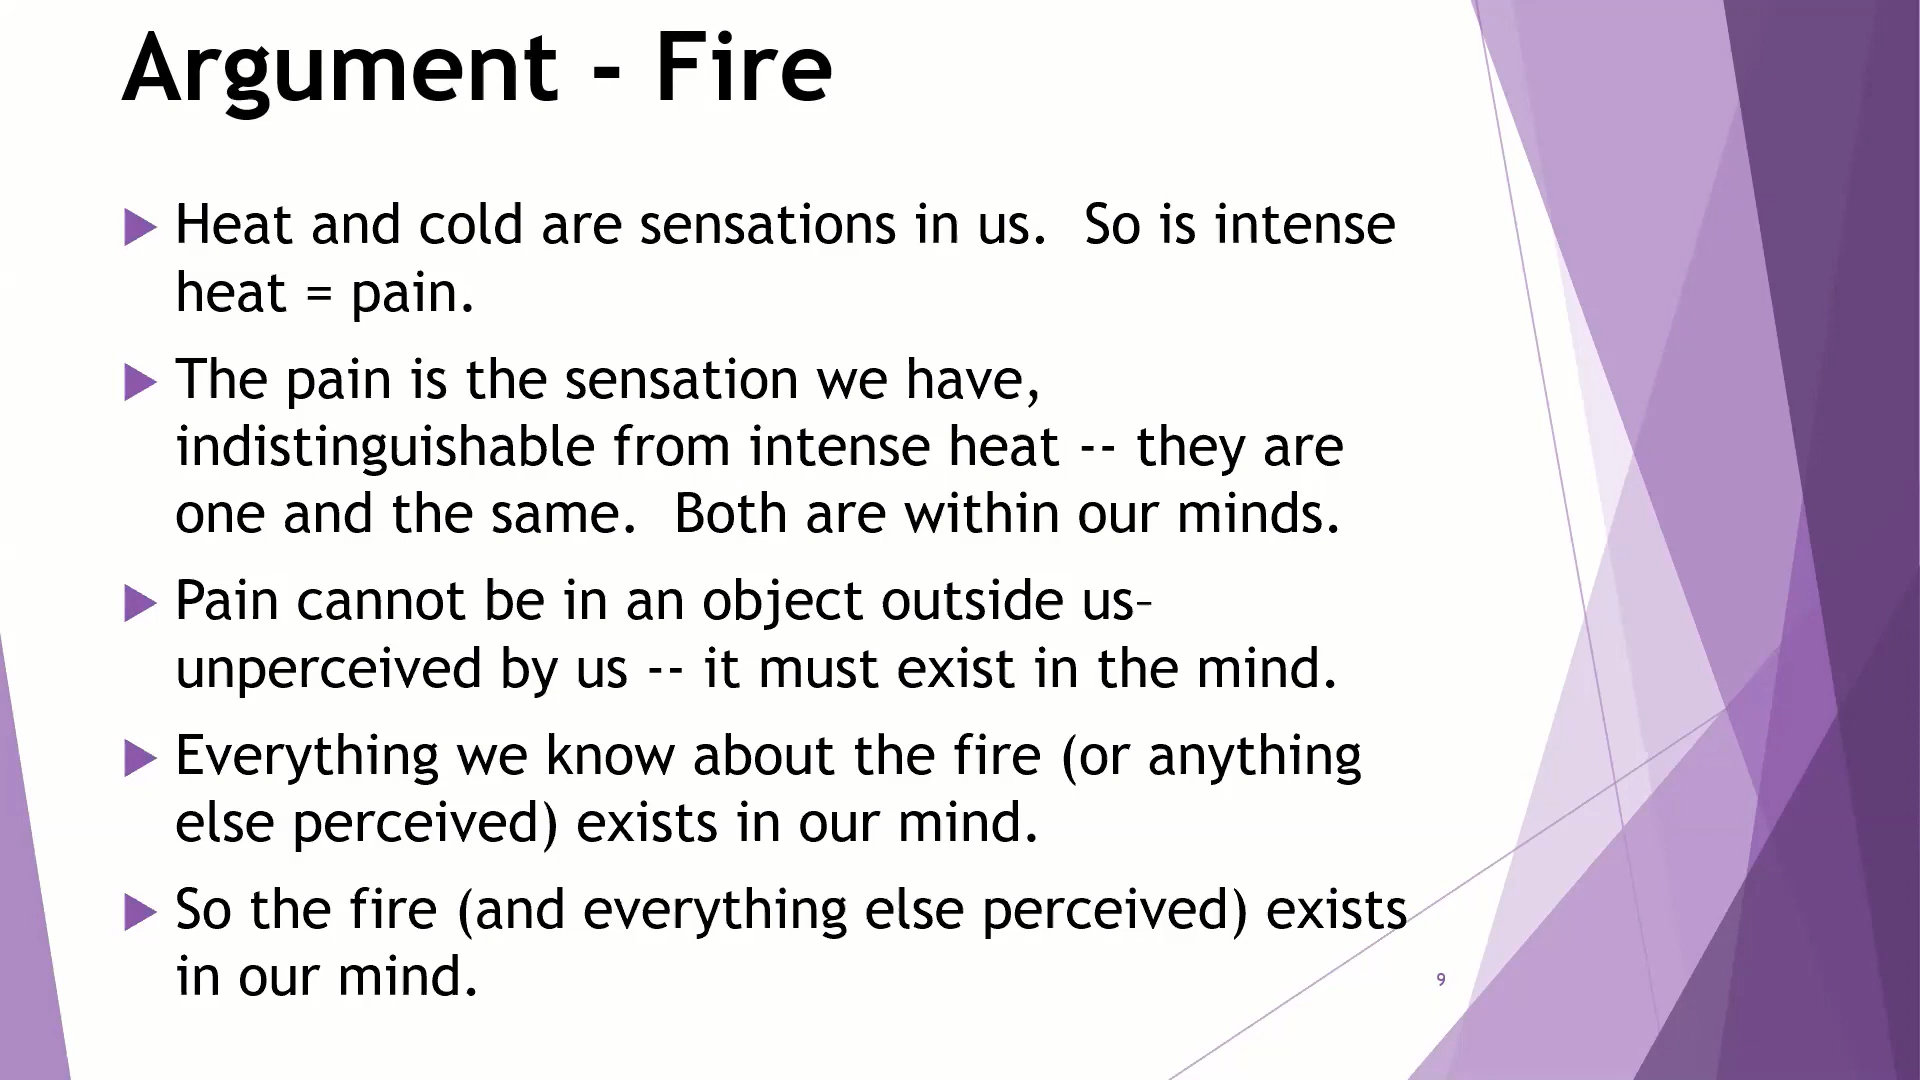 Argument - Fire
Heat and cold are sensations in us.  So is intense
heat = pain.
The pain is the sensation we have,
indistinguishable from intense heat -- they are
one and the same.  Both are within our minds.
Pain cannot be in an object outside us–
unperceived by us -- it must exist in the mind.
Everything we know about the fire (or anything
else perceived) exists in our mind.
So the fire (and everything else perceived) exists
in our mind.
9